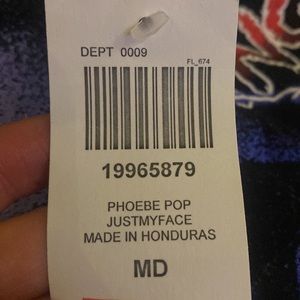 DEPT 0009
FL_674
19965879
PHOEBE POP
JUSTMYFACE
MADE IN HONDURAS
MD